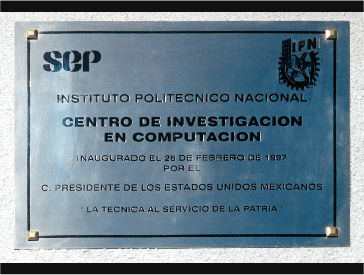 SEP
IPN
INSTITUTO POLITECNICO NACIONAL
CENTRO DE INVESTIGACION
EN COMPUTACION
INAUGURADO EL 28 DE FEBRERO DE 1997
POR EL
C. PRESIDENTE DE LOS ESTADOS UNIDOS MEXICANOS
"LA TECNICA AL SERVICIO DE LA PATRIA"